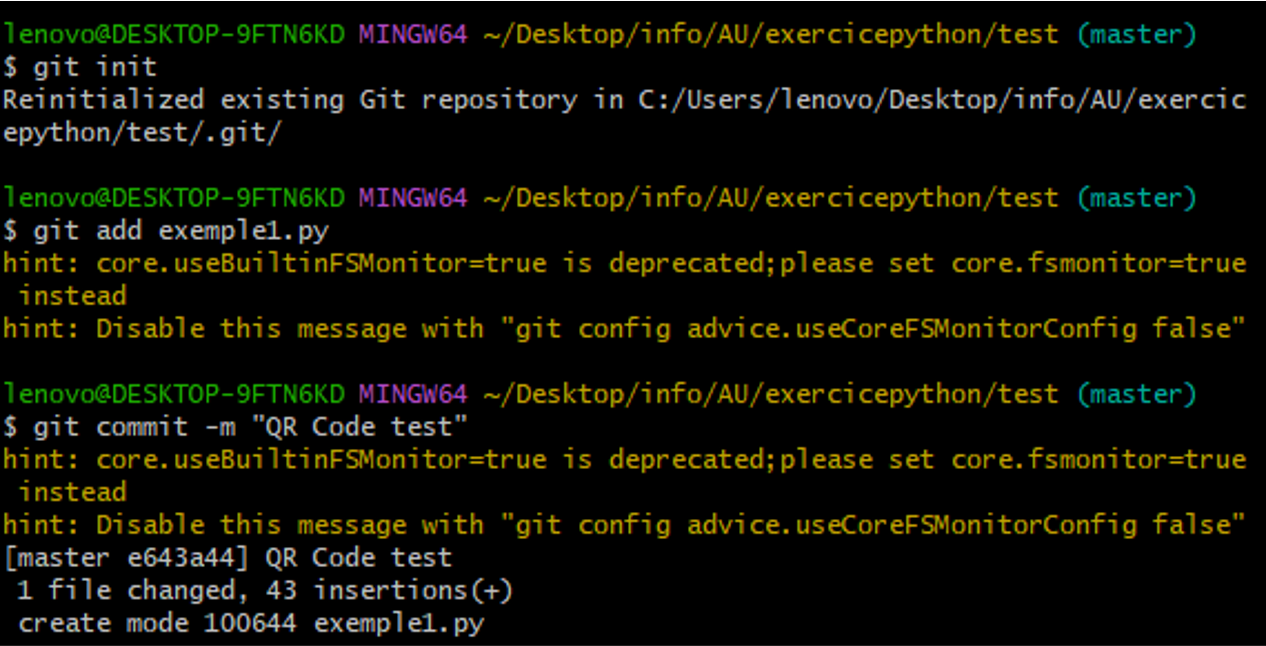 lenovo@DESKTOP-9FTN6KD MINGW64 ~/Desktop/info/AU/exercicepython/test (master)
$ git init
Reinitialized existing Git repository in C:/Users/lenovo/Desktop/info/AU/exercic
epython/test/.git/
lenovo@DESKTOP-9FTN6KD MINGW64 ~/Desktop/info/AU/exercicepython/test (master)
$ git add exemple1.py
hint: core.useBuiltinFSMonitor=true is deprecated;please set core.fsmonitor=true
 instead
hint: Disable this message with "git config advice.useCoreFSMonitorConfig false"
lenovo@DESKTOP-9FTN6KD MINGW64 ~/Desktop/info/AU/exercicepython/test (master)
$ git commit -m "QR Code test"
hint: core.useBuiltinFSMonitor=true is deprecated;please set core.fsmonitor=true
 instead
hint: Disable this message with "git config advice.useCoreFSMonitorConfig false"
[master e643a44] QR Code test
 1 file changed, 43 insertions(+)
 create mode 100644 exemple1.py